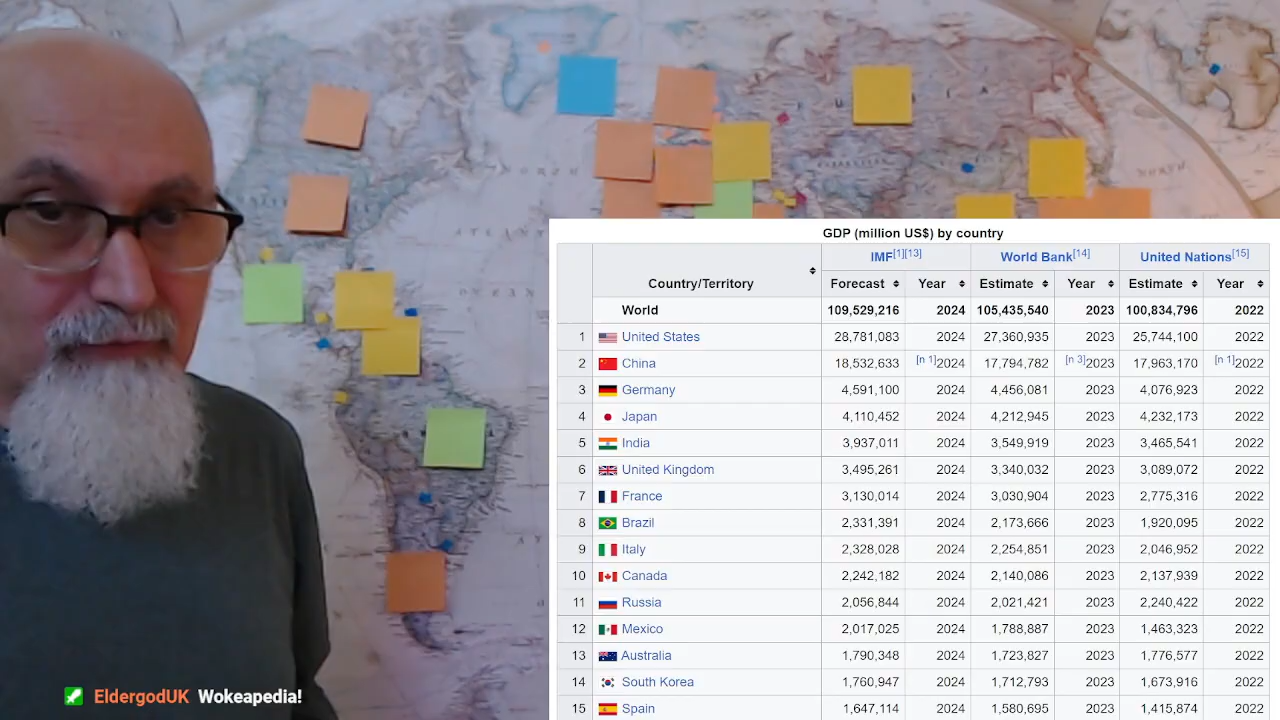 GDP (million US$) by country
Country/Territory IMF[1][13] World Bank[14] United Nations[15]
Forecast Year Estimate Year Estimate Year
World 109,529,216 2024 105,435,540 2023 100,834,796 2022
1 United States 28,781,083 2024 27,360,935 2023 25,744,100 2022
2 China 18,532,633 [n 1]2024 17,794,782 [n 3]2023 17,963,170 [n 1]2022
3 Germany 4,591,100 2024 4,456,081 2023 4,076,923 2022
4 Japan 4,110,452 2024 4,212,945 2023 4,232,173 2022
5 India 3,937,011 2024 3,549,919 2023 3,465,541 2022
6 United Kingdom 3,495,261 2024 3,340,032 2023 3,089,072 2022
7 France 3,130,014 2024 3,030,904 2023 2,775,316 2022
8 Brazil 2,331,391 2024 2,173,666 2023 1,920,095 2022
9 Italy 2,328,028 2024 2,254,851 2023 2,046,952 2022
10 Canada 2,242,182 2024 2,140,086 2023 2,137,939 2022
11 Russia 2,056,844 2024 2,021,421 2023 2,240,422 2022
12 Mexico 2,017,025 2024 1,788,887 2023 1,463,323 2022
13 Australia 1,790,348 2024 1,723,827 2023 1,776,577 2022
14 South Korea 1,760,947 2024 1,712,793 2023 1,673,916 2022
15 Spain 1,647,114 2024 1,580,695 2023 1,415,874 2022
EldergodUK Wokeapedia!